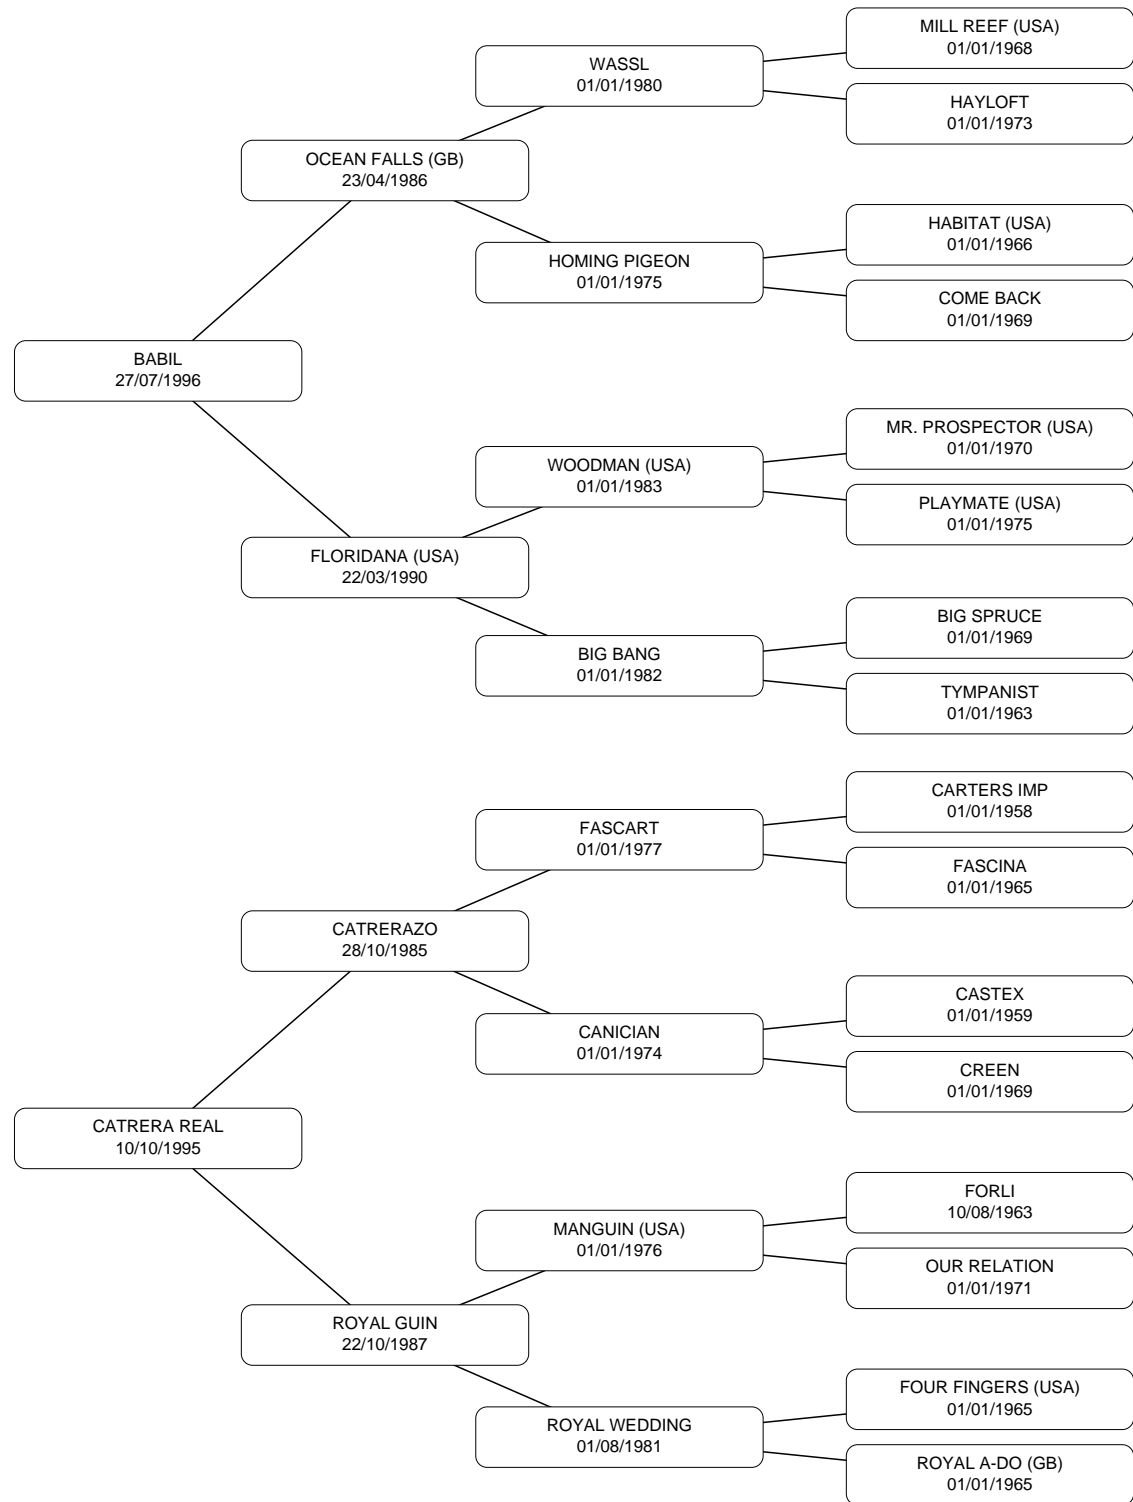 MILL REEF (USA)
01/01/1968
WASSL
01/01/1980
HAYLOFT
01/01/1973
OCEAN FALLS (GB)
23/04/1986
HABITAT (USA)
01/01/1966
HOMING PIGEON
01/01/1975
COME BACK
01/01/1969
BABIL
27/07/1996
MR. PROSPECTOR (USA)
01/01/1970
WOODMAN (USA)
01/01/1983
PLAYMATE (USA)
01/01/1975
FLORIDANA (USA)
22/03/1990
BIG SPRUCE
01/01/1969
BIG BANG
01/01/1982
TYMPANIST
01/01/1963
CARTERS IMP
01/01/1958
FASCART
01/01/1977
FASCINA
01/01/1965
CATRERAZO
28/10/1985
CASTEX
01/01/1959
CANICIAN
01/01/1974
CREEN
01/01/1969
CATRERA REAL
10/10/1995
FORLI
10/08/1963
MANGUIN (USA)
01/01/1976
OUR RELATION
01/01/1971
ROYAL GUIN
22/10/1987
FOUR FINGERS (USA)
01/01/1965
ROYAL WEDDING
01/08/1981
ROYAL A-DO (GB)
01/01/1965